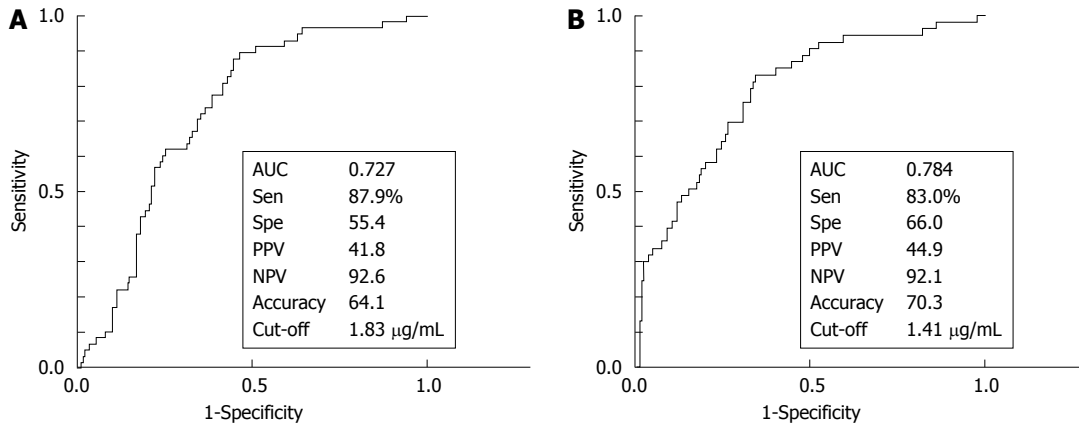 A
1.0
0.5
0.0
Sensitivity
0.0
0.5
1.0
1-Specificity
AUC 0.727
Sen 87.9%
Spe 55.4
PPV 41.8
NPV 92.6
Accuracy 64.1
Cut-off 1.83 μg/mL
B
1.0
0.5
0.0
Sensitivity
0.0
0.5
1.0
1-Specificity
AUC 0.784
Sen 83.0%
Spe 66.0
PPV 44.9
NPV 92.1
Accuracy 70.3
Cut-off 1.41 μg/mL